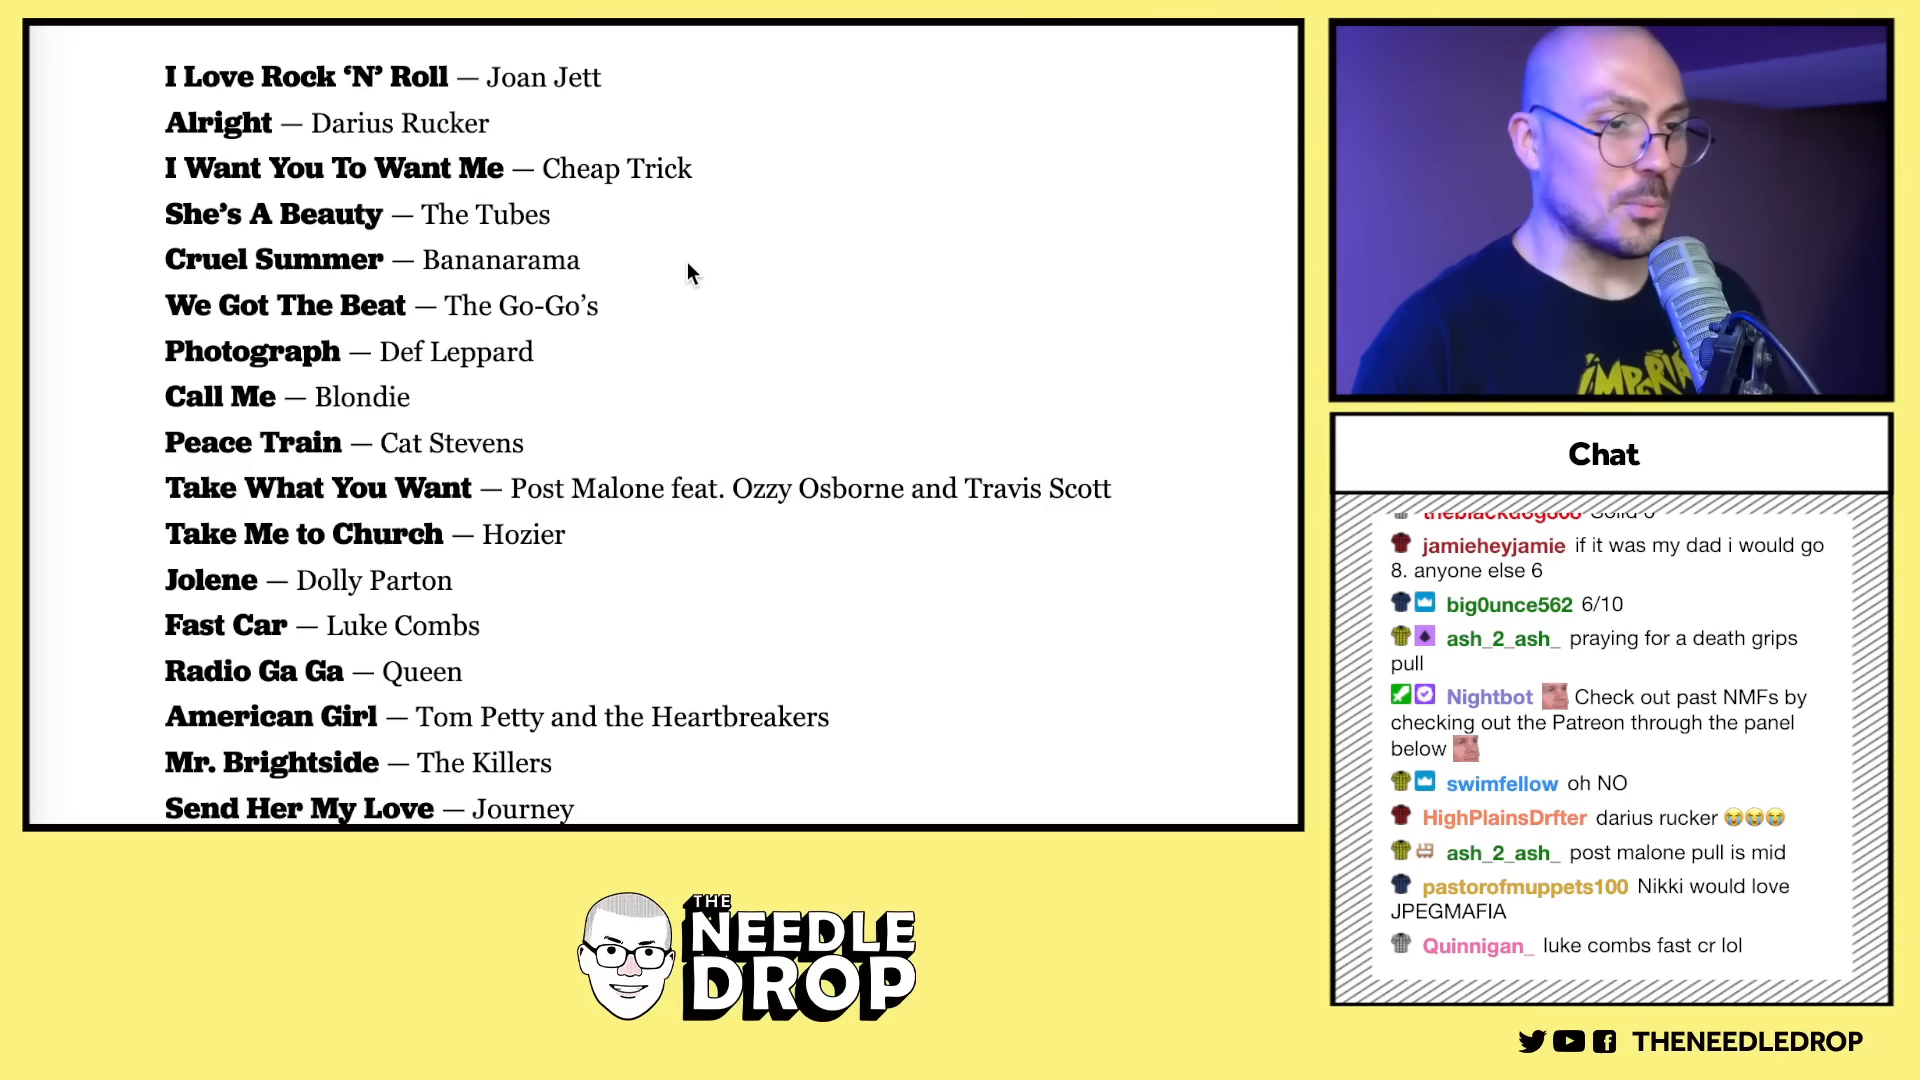 I Love Rock ‘N’ Roll — Joan Jett
Alright — Darius Rucker
I Want You To Want Me — Cheap Trick
She’s A Beauty — The Tubes
Cruel Summer — Bananarama
We Got The Beat — The Go-Go’s
Photograph — Def Leppard
Call Me — Blondie
Peace Train — Cat Stevens
Take What You Want — Post Malone feat. Ozzy Osborne and Travis Scott
Take Me to Church — Hozier
Jolene — Dolly Parton
Fast Car — Luke Combs
Radio Ga Ga — Queen
American Girl — Tom Petty and the Heartbreakers
Mr. Brightside — The Killers
Send Her My Love — Journey
Chat
jamieheyjamie if it was my dad i would go
8. anyone else 6
big0unce562 6/10
ash_2_ash_ praying for a death grips
pull
Nightbot Check out past NMFs by
checking out the Patreon through the panel
below
swimfellow oh NO
HighPlainsDrfter darius rucker 😭😭😭
ash_2_ash_ post malone pull is mid
pastorofmuppets100 Nikki would love
JPEGMAFIA
Quinnigan_ luke combs fast cr lol
THE
NEEDLE
DROP
THENEEDLEDROP